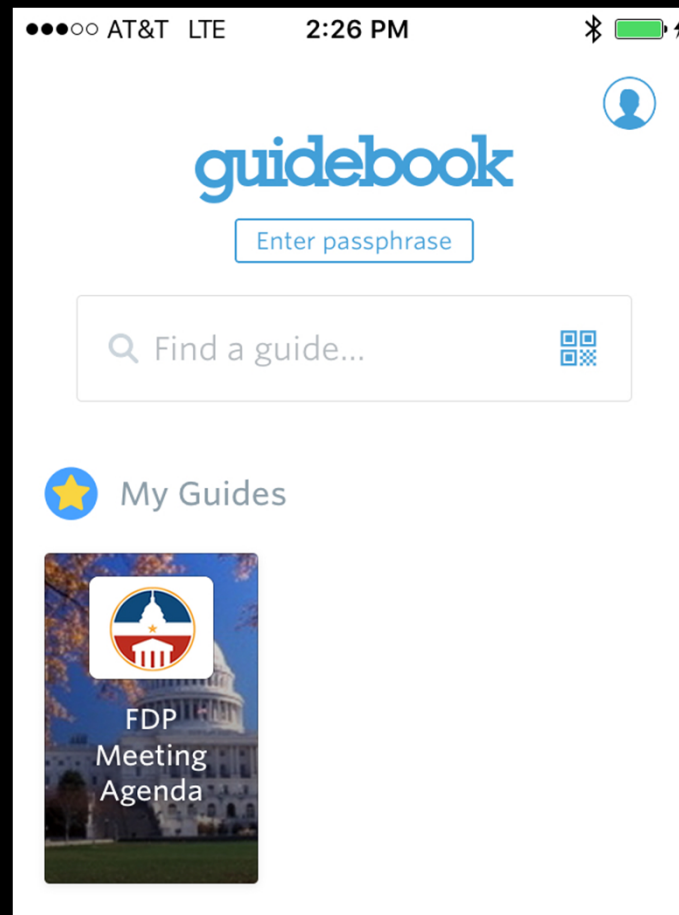 ●●●○○ AT&T LTE 2:26 PM
guidebook
Enter passphrase
Find a guide...
My Guides
FDP
Meeting
Agenda